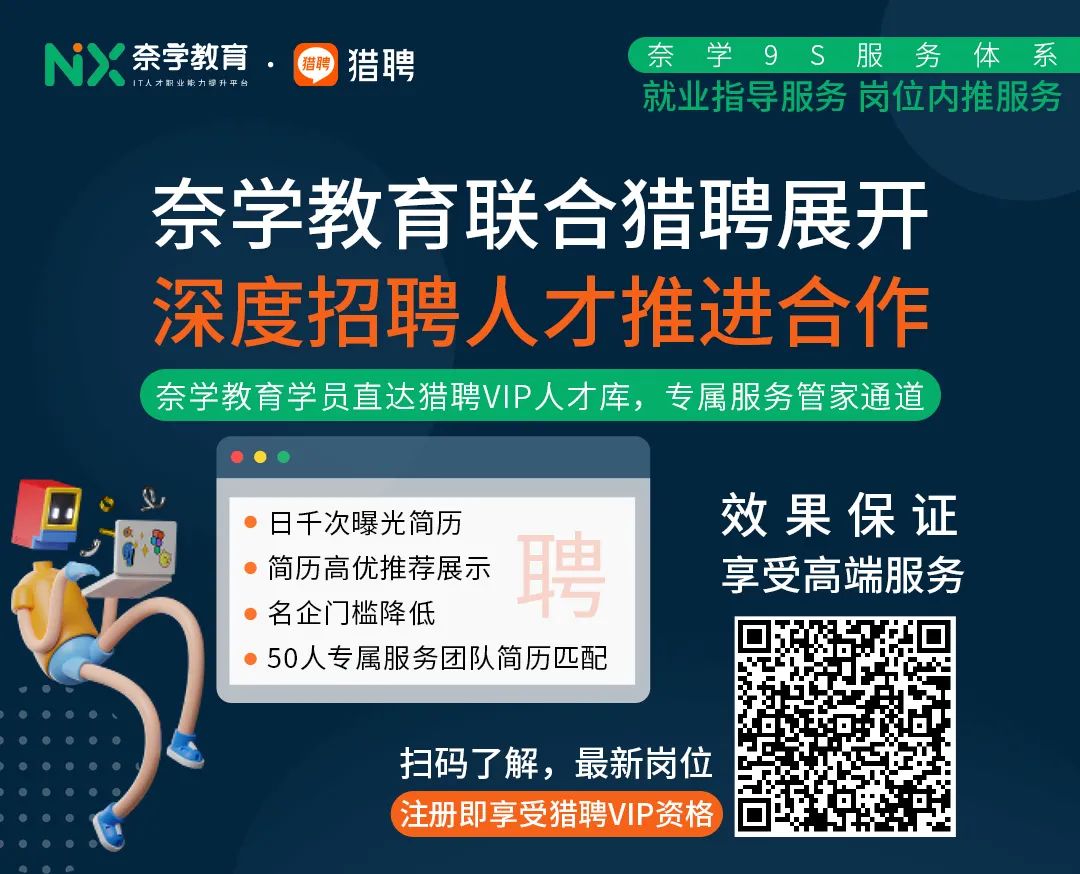 NiX 奈学教育 · 猎聘 猎聘
IT人才职业能力提升平台
奈学9S服务体系
就业指导服务 岗位内推服务
奈学教育联合猎聘展开
深度招聘人才推进合作
奈学教育学员直达猎聘VIP人才库，专属服务管家通道
日千次曝光简历
简历高优推荐展示
名企门槛降低
50人专属服务团队简历匹配
聘
效果保证
享受高端服务
扫码了解，最新岗位
注册即享受猎聘VIP资格